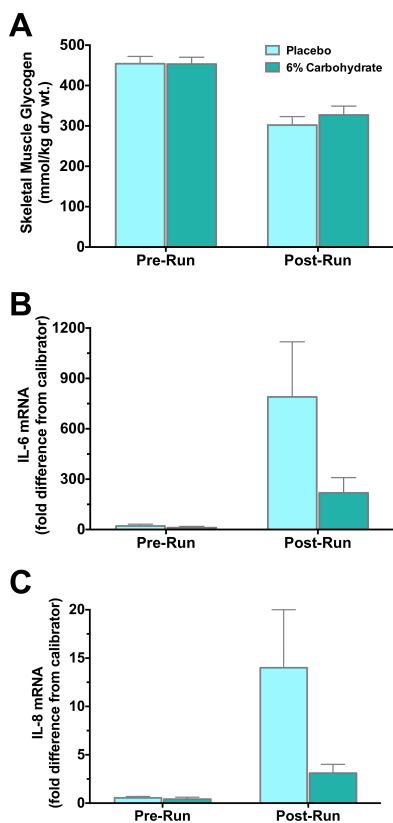 A
Skeletal Muscle Glycogen
(mmol/kg dry wt.)
500
400
300
200
100
0
Placebo
6% Carbohydrate
Pre-Run
Post-Run
B
IL-6 mRNA
(fold difference from calibrator)
1200
900
600
300
0
Pre-Run
Post-Run
C
IL-8 mRNA
(fold difference from calibrator)
20
15
10
5
0
Pre-Run
Post-Run